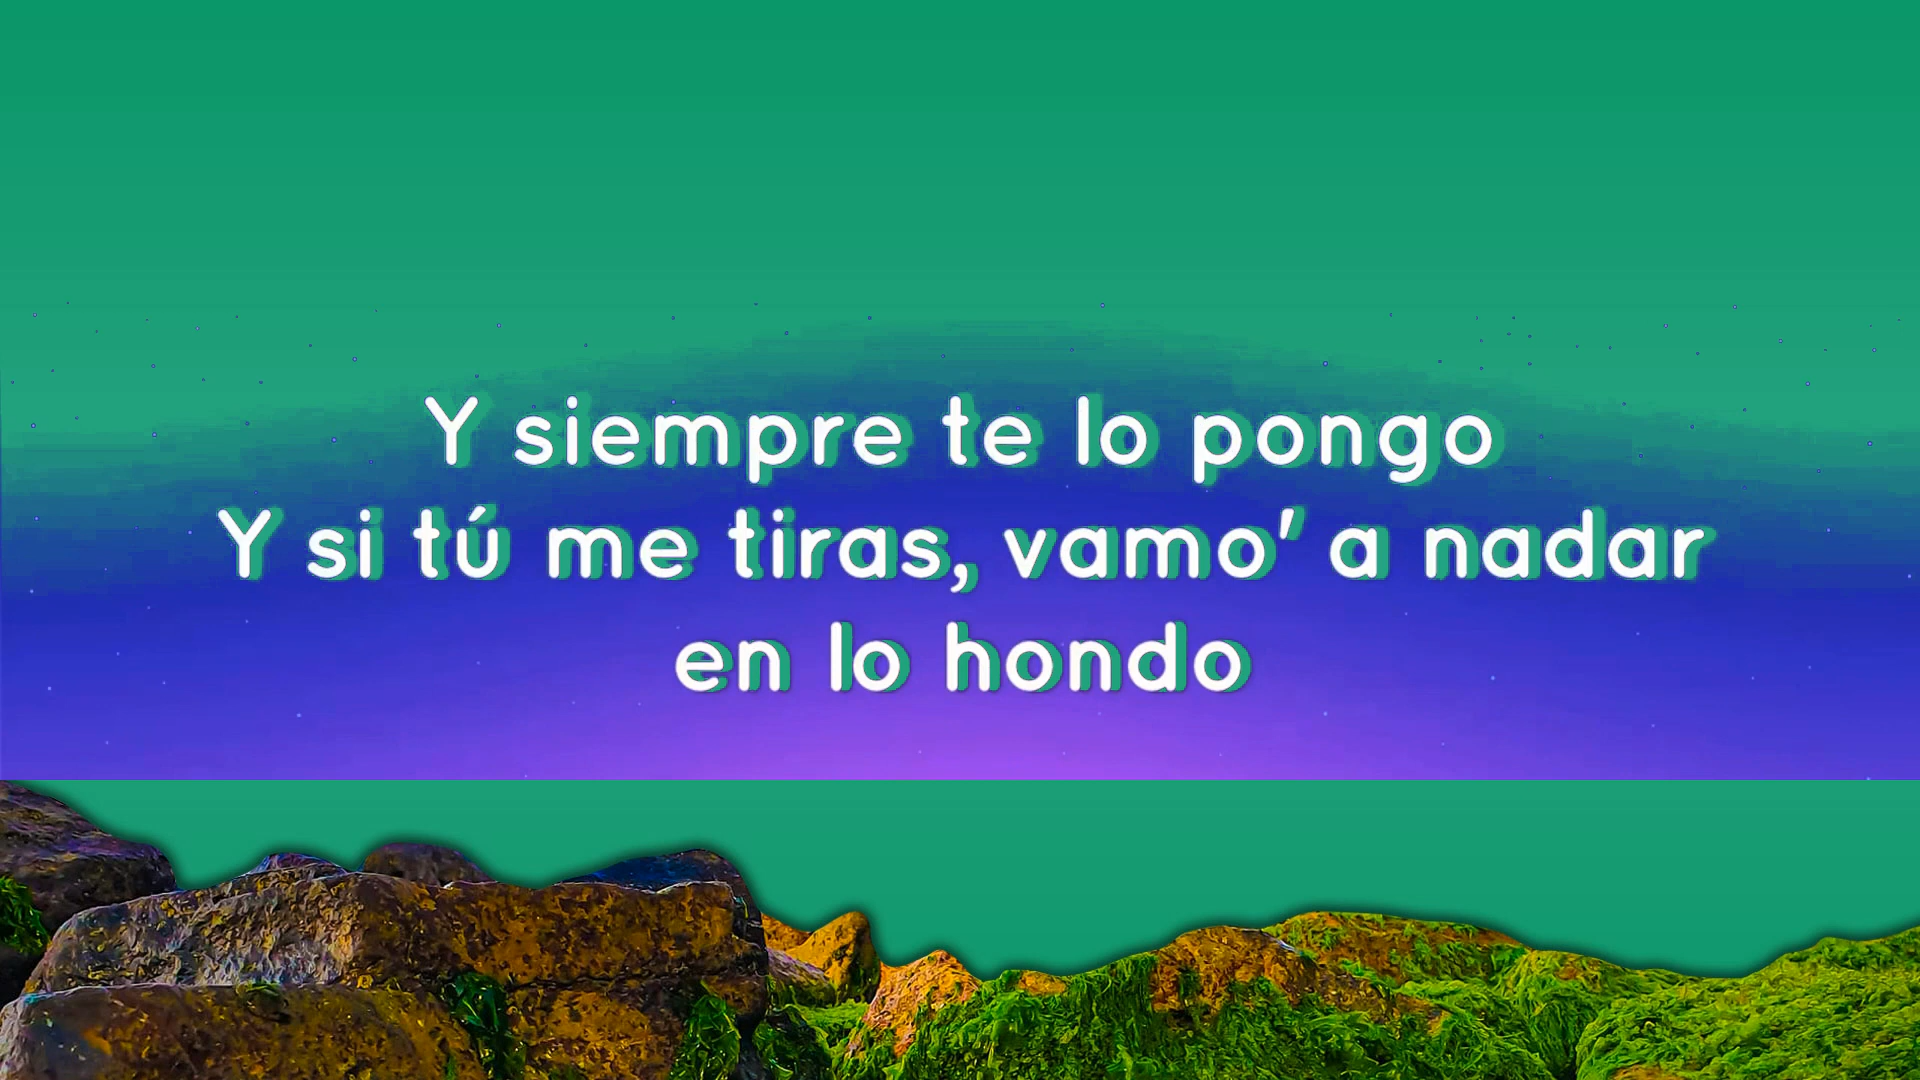 Y siempre te lo pongo
Y si tú me tiras, vamo' a nadar
en lo hondo